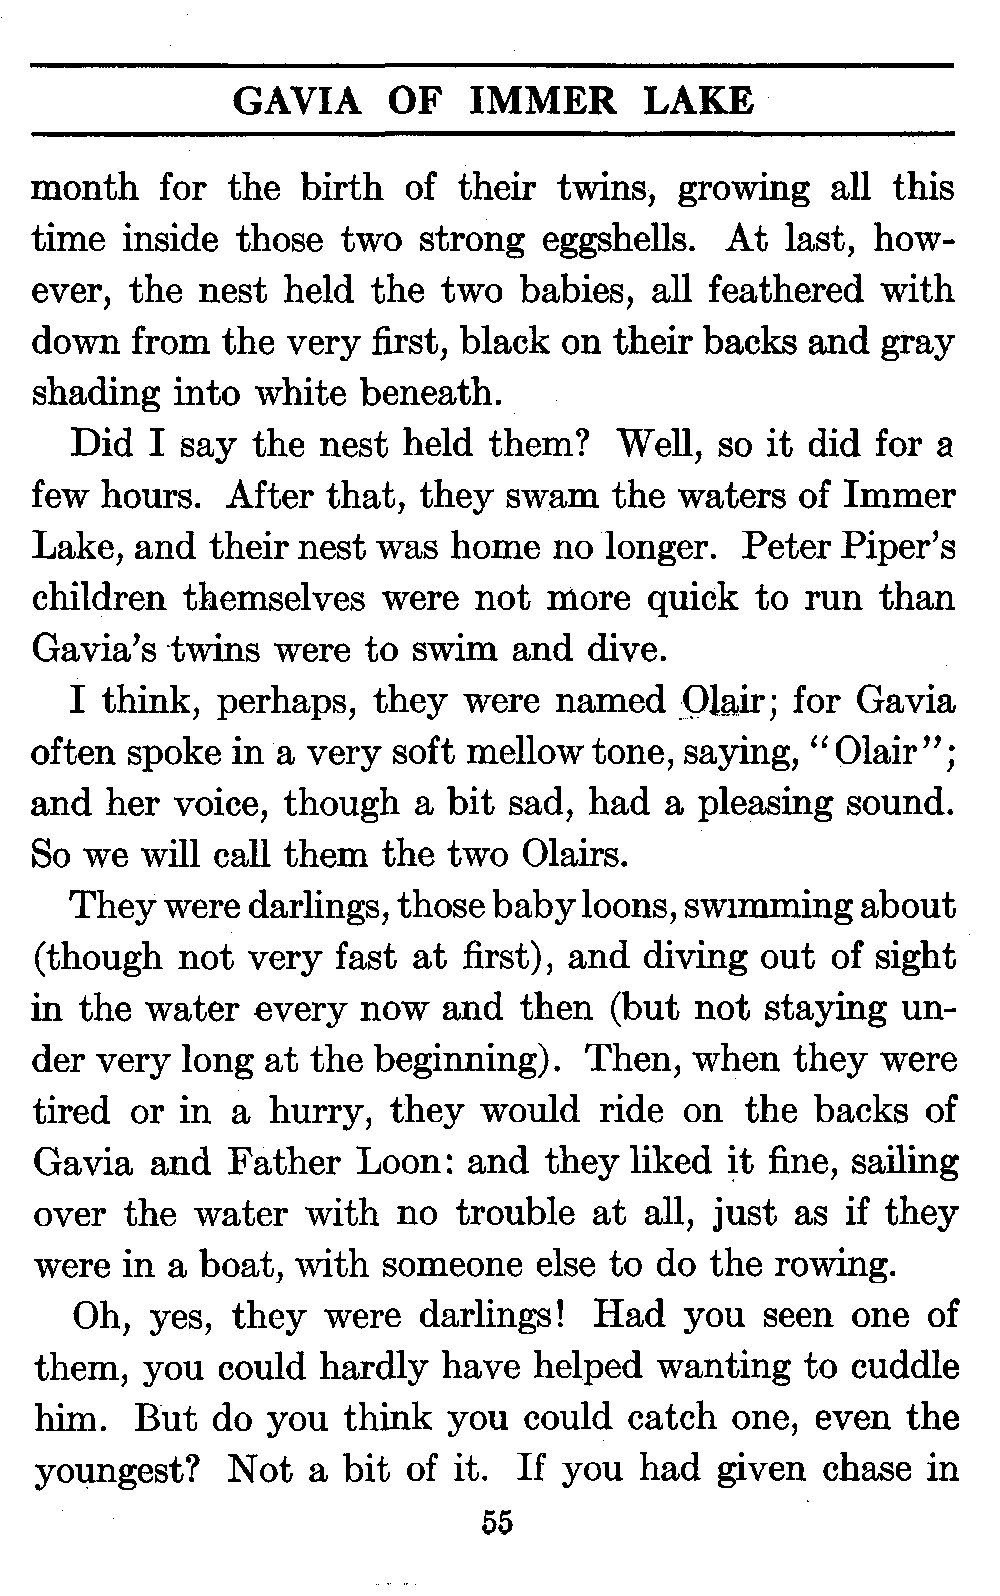 GAVIA OF IMMER LAKE
month for the birth of their twins, growing all this
time inside those two strong eggshells. At last, how-
ever, the nest held the two babies, all feathered with
down from the very first, black on their backs and gray
shading into white beneath.
Did I say the nest held them? Well, so it did for a
few hours. After that, they swam the waters of Immer
Lake, and their nest was home no longer. Peter Piper's
children themselves were not more quick to run than
Gavia's twins were to swim and dive.
I think, perhaps, they were named Olair; for Gavia
often spoke in a very soft mellow tone, saying, "Olair";
and her voice, though a bit sad, had a pleasing sound.
So we will call them the two Olairs.
They were darlings, those baby loons, swimming about
(though not very fast at first), and diving out of sight
in the water every now and then (but not staying un-
der very long at the beginning). Then, when they were
tired or in a hurry, they would ride on the backs of
Gavia and Father Loon: and they liked it fine, sailing
over the water with no trouble at all, just as if they
were in a boat, with someone else to do the rowing.
Oh, yes, they were darlings! Had you seen one of
them, you could hardly have helped wanting to cuddle
him. But do you think you could catch one, even the
youngest? Not a bit of it. If you had given chase in
55